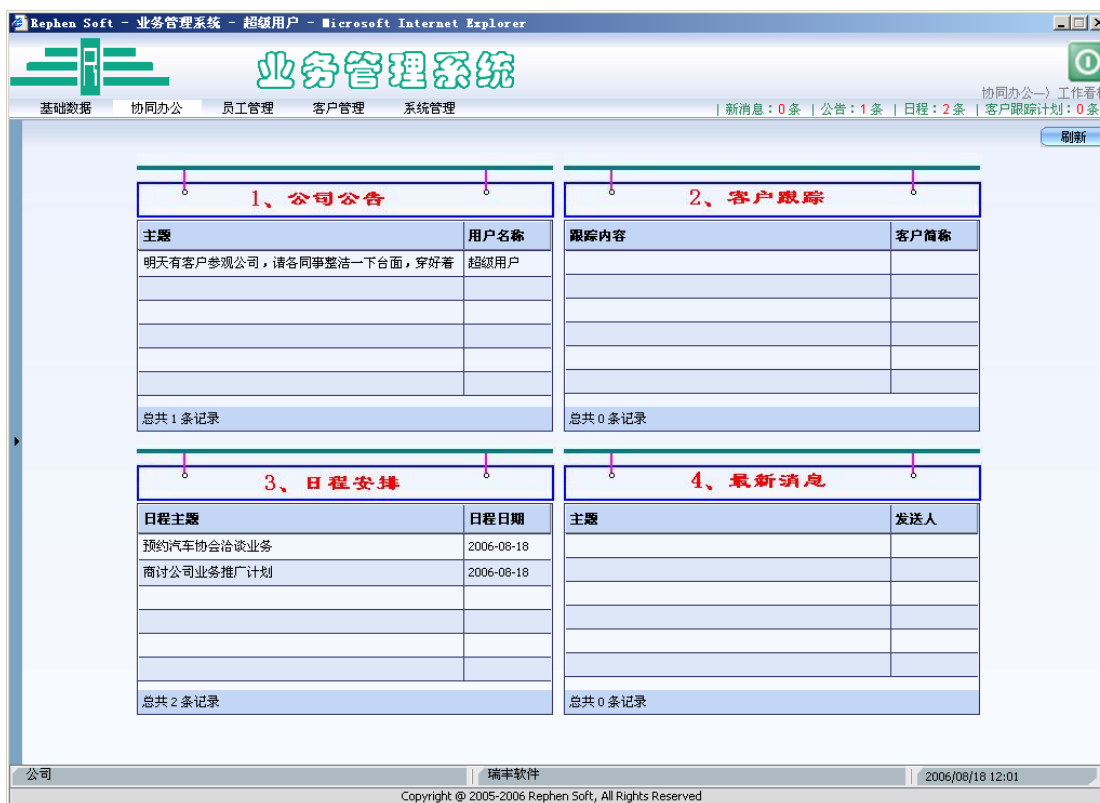 Rephen Soft - 业务管理系统 - 超级用户 - Microsoft Internet Explorer
业务管理系统
协同办公—〉工作看
基础数据 协同办公 员工管理 客户管理 系统管理 | 新消息:0条 | 公告:1条 | 日程:2条 | 客户跟踪计划:0条
刷新
1、公司公告
主题 用户名称
明天有客户参观公司,请各同事整洁一下台面,穿好着 超级用户
总共 1 条记录
2、客户跟踪
跟踪内容 客户简称
总共 0 条记录
3、日程安排
日程主题 日程日期
预约汽车协会洽谈业务 2006-08-18
商讨公司业务推广计划 2006-08-18
总共 2 条记录
4、最新消息
主题 发送人
总共 0 条记录
公司 瑞丰软件 2006/08/18 12:01
Copyright @ 2005-2006 Rephen Soft, All Rights Reserved